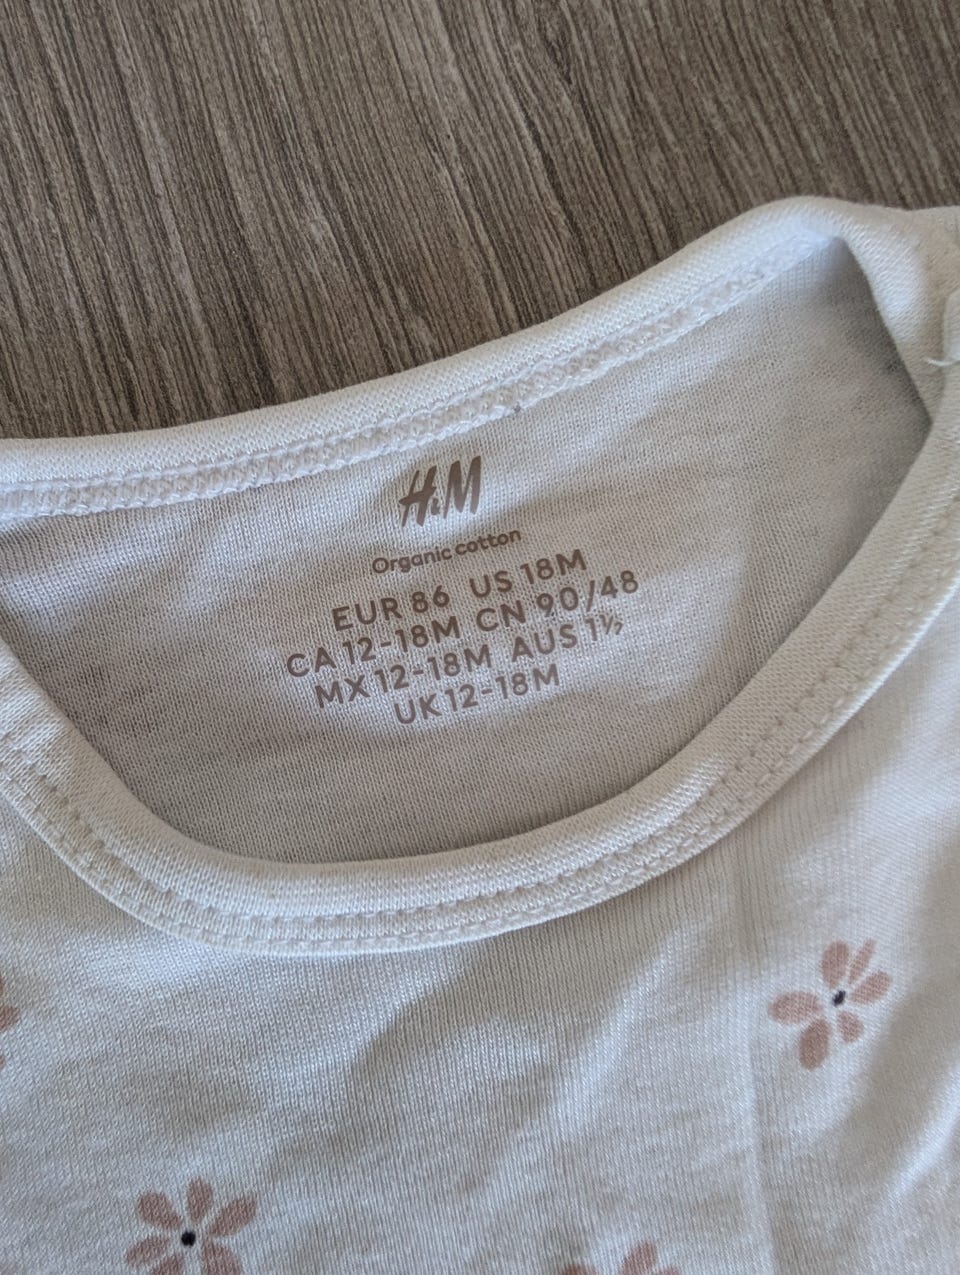 H&M
Organic cotton
EUR 86 US 18M
CA 12-18M CN 90/48
MX 12-18M AUS 1½
UK 12-18M